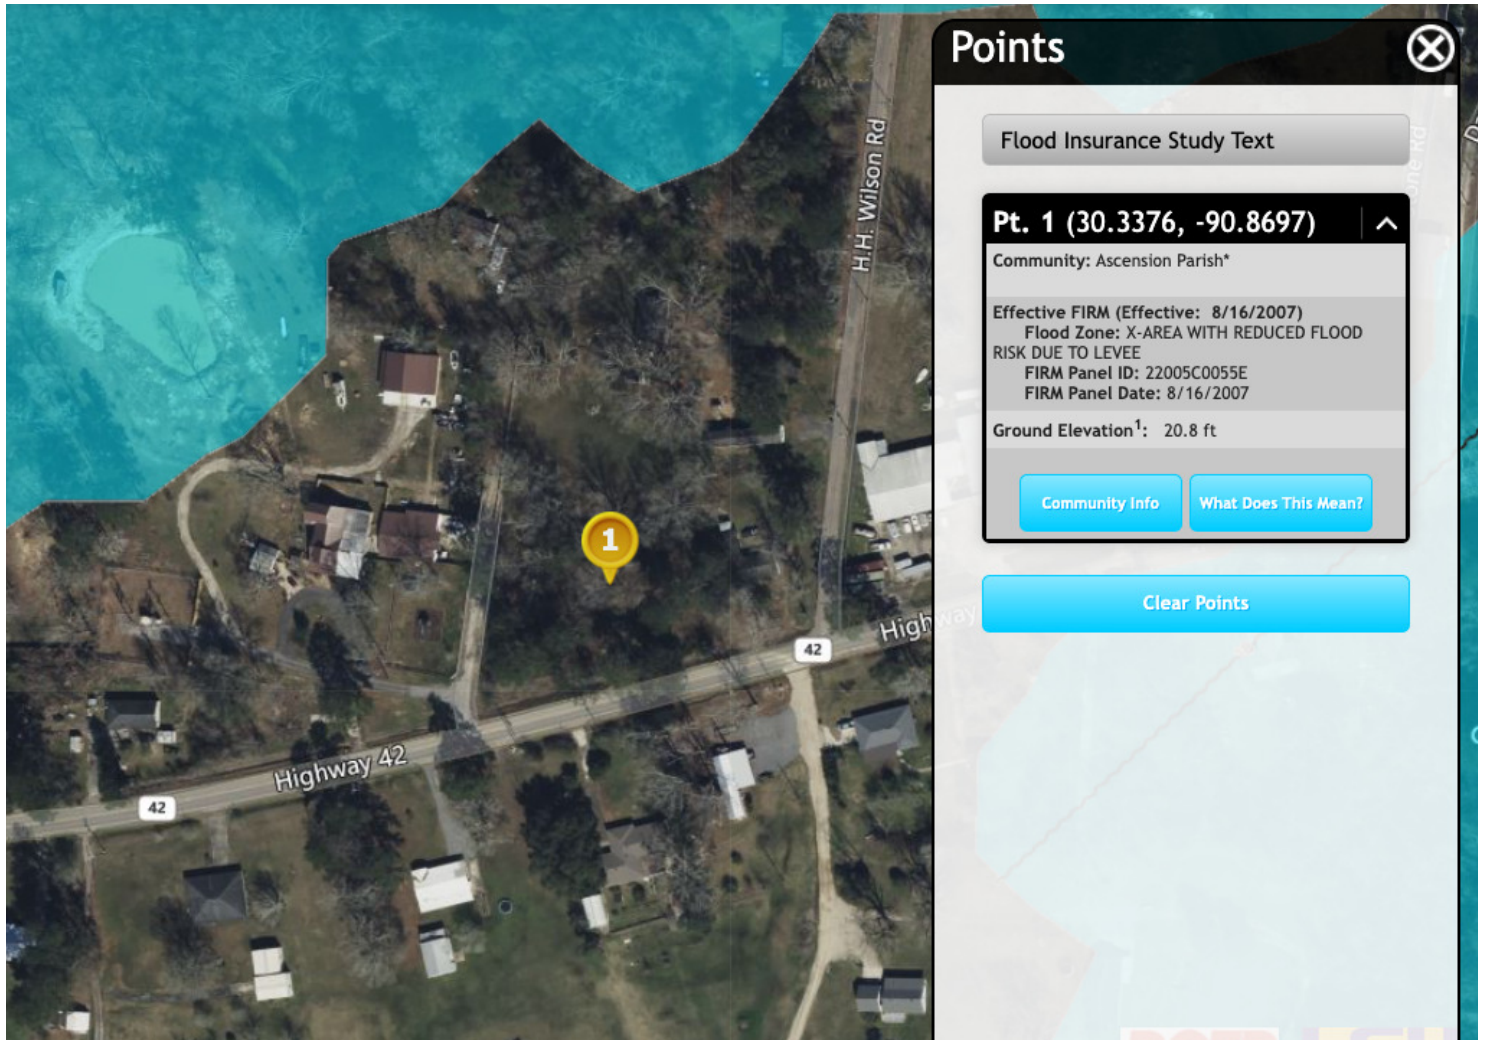 Points
Flood Insurance Study Text
Pt. 1 (30.3376, -90.8697)
Community: Ascension Parish*
Effective FIRM (Effective: 8/16/2007)
Flood Zone: X-AREA WITH REDUCED FLOOD
RISK DUE TO LEVEE
FIRM Panel ID: 22005C0055E
FIRM Panel Date: 8/16/2007
Ground Elevation1: 20.8 ft
Community Info
What Does This Mean?
Clear Points
H.H. Wilson Rd
1
42
Highway
Highway 42
42